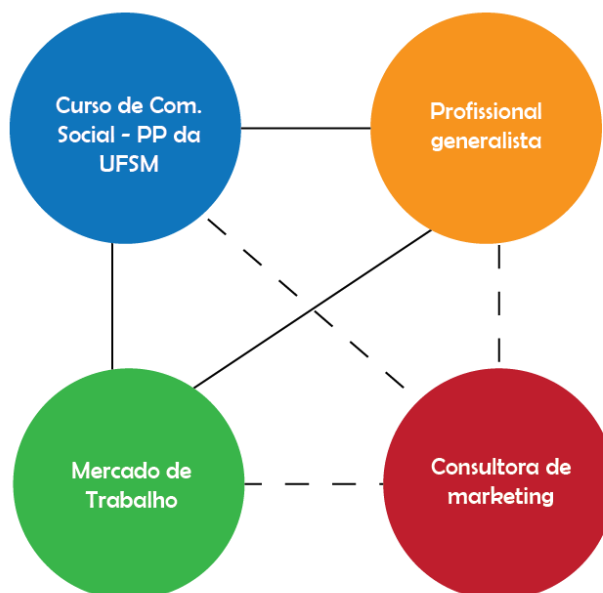 Curso de Com.
Social - PP da
UFSM
Profissional
generalista
Mercado de
Trabalho
Consultora de
marketing